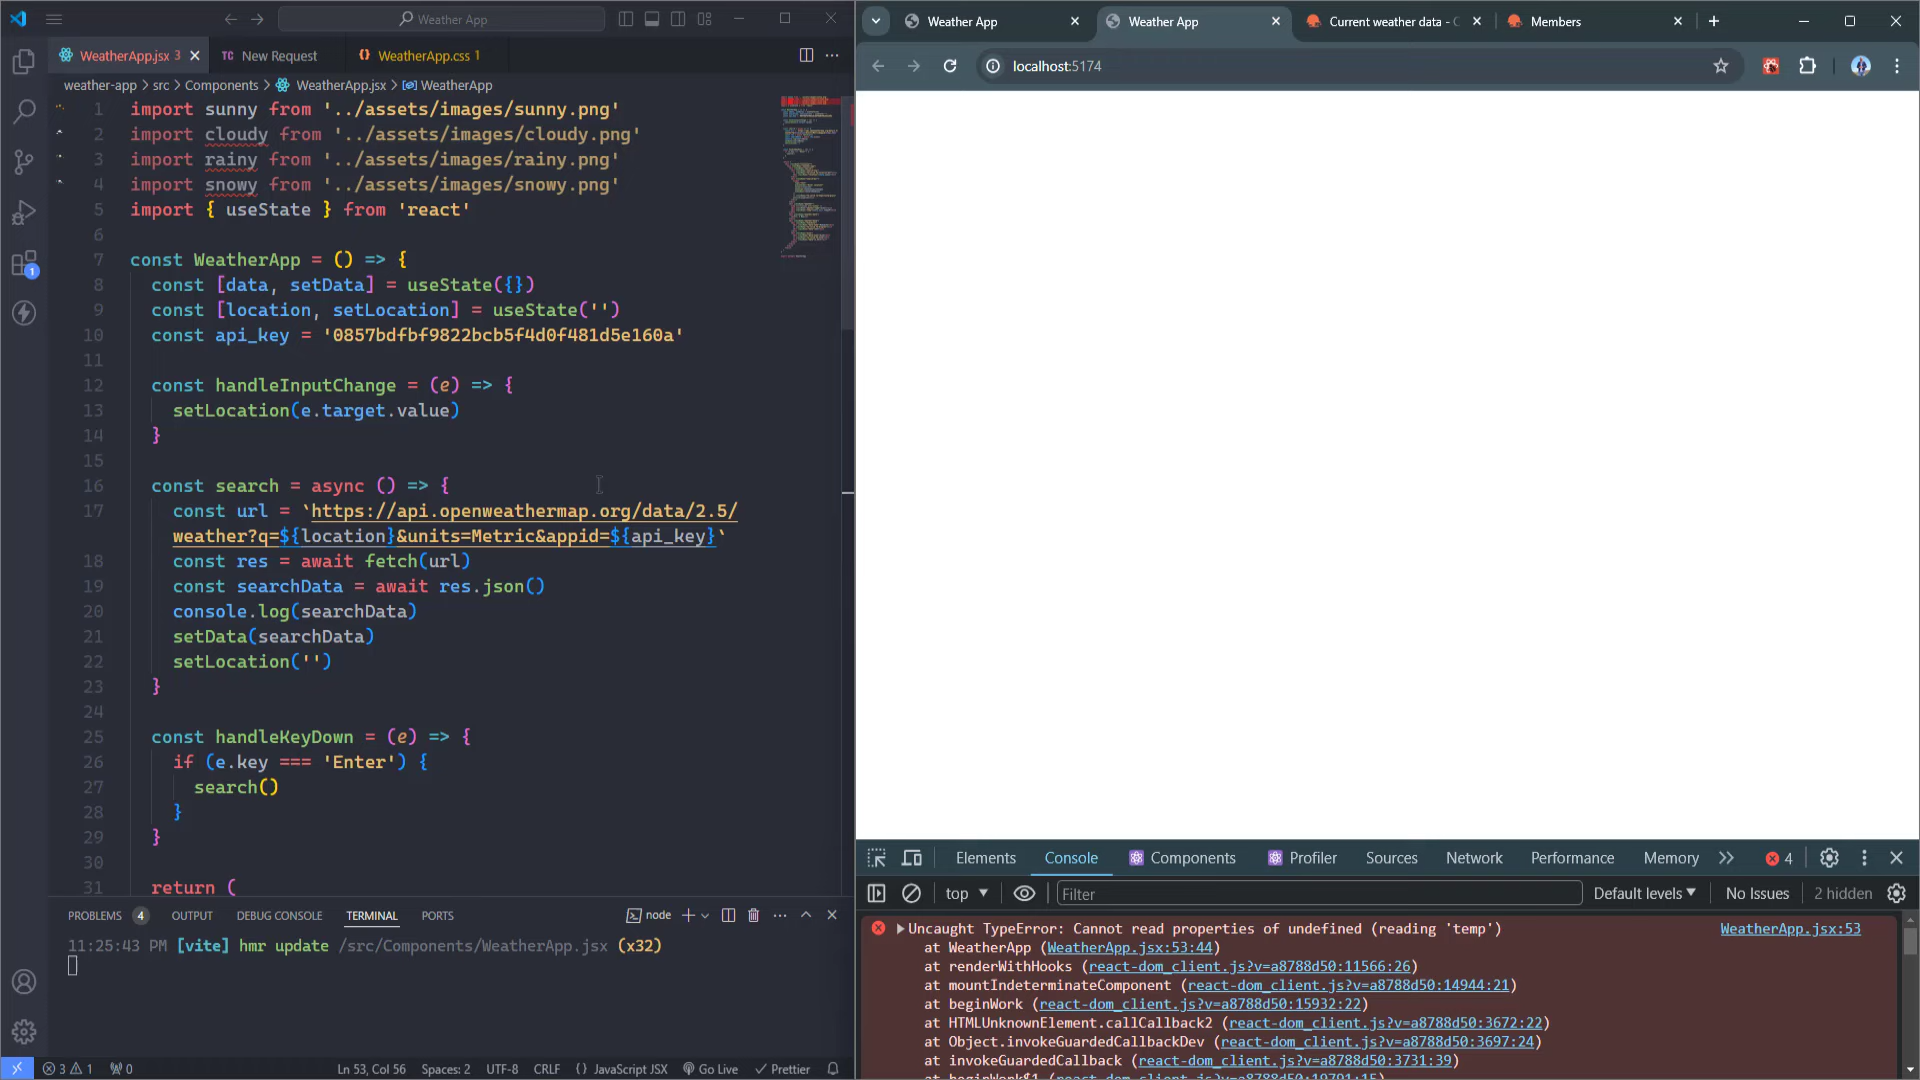 Weather App
WeatherApp.jsx 3
New Request
WeatherApp.css 1
weather-app > src > Components > WeatherApp.jsx > WeatherApp
1 import sunny from '../assets/images/sunny.png'
2 import cloudy from '../assets/images/cloudy.png'
3 import rainy from '../assets/images/rainy.png'
4 import snowy from '../assets/images/snowy.png'
5 import { useState } from 'react'
6
7 const WeatherApp = () => {
8 const [data, setData] = useState({})
9 const [location, setLocation] = useState('')
10 const api_key = '0857bdfbf9822bcb5f4d0f481d5e160a'
11
12 const handleInputChange = (e) => {
13 setLocation(e.target.value)
14 }
15
16 const search = async () => {
17 const url = `https://api.openweathermap.org/data/2.5/
weather?q=${location}&units=Metric&appid=${api_key}`
18 const res = await fetch(url)
19 const searchData = await res.json()
20 console.log(searchData)
21 setData(searchData)
22 setLocation('')
23 }
24
25 const handleKeyDown = (e) => {
26 if (e.key === 'Enter') {
27 search()
28 }
29 }
30
31 return (
PROBLEMS 4 OUTPUT DEBUG CONSOLE TERMINAL PORTS node
11:25:43 PM [vite] hmr update /src/Components/WeatherApp.jsx (x32)
1
3 1 0 Ln 53, Col 56 Spaces: 2 UTF-8 CRLF {} JavaScript JSX Go Live Prettier
Weather App
Weather App
Current weather data - 
Members
localhost:5174
Elements Console Components Profiler Sources Network Performance Memory 4
top Filter Default levels No Issues 2 hidden
Uncaught TypeError: Cannot read properties of undefined (reading 'temp') WeatherApp.jsx:53
at WeatherApp (WeatherApp.jsx:53:44)
at renderWithHooks (react-dom_client.js?v=a8788d50:11566:26)
at mountIndeterminateComponent (react-dom_client.js?v=a8788d50:14944:21)
at beginWork (react-dom_client.js?v=a8788d50:15932:22)
at HTMLUnknownElement.callCallback2 (react-dom_client.js?v=a8788d50:3672:22)
at Object.invokeGuardedCallbackDev (react-dom_client.js?v=a8788d50:3697:24)
at invokeGuardedCallback (react-dom_client.js?v=a8788d50:3731:39)
at beginWork$1 (react-dom_client.js?v=a8788d50:19791:15)